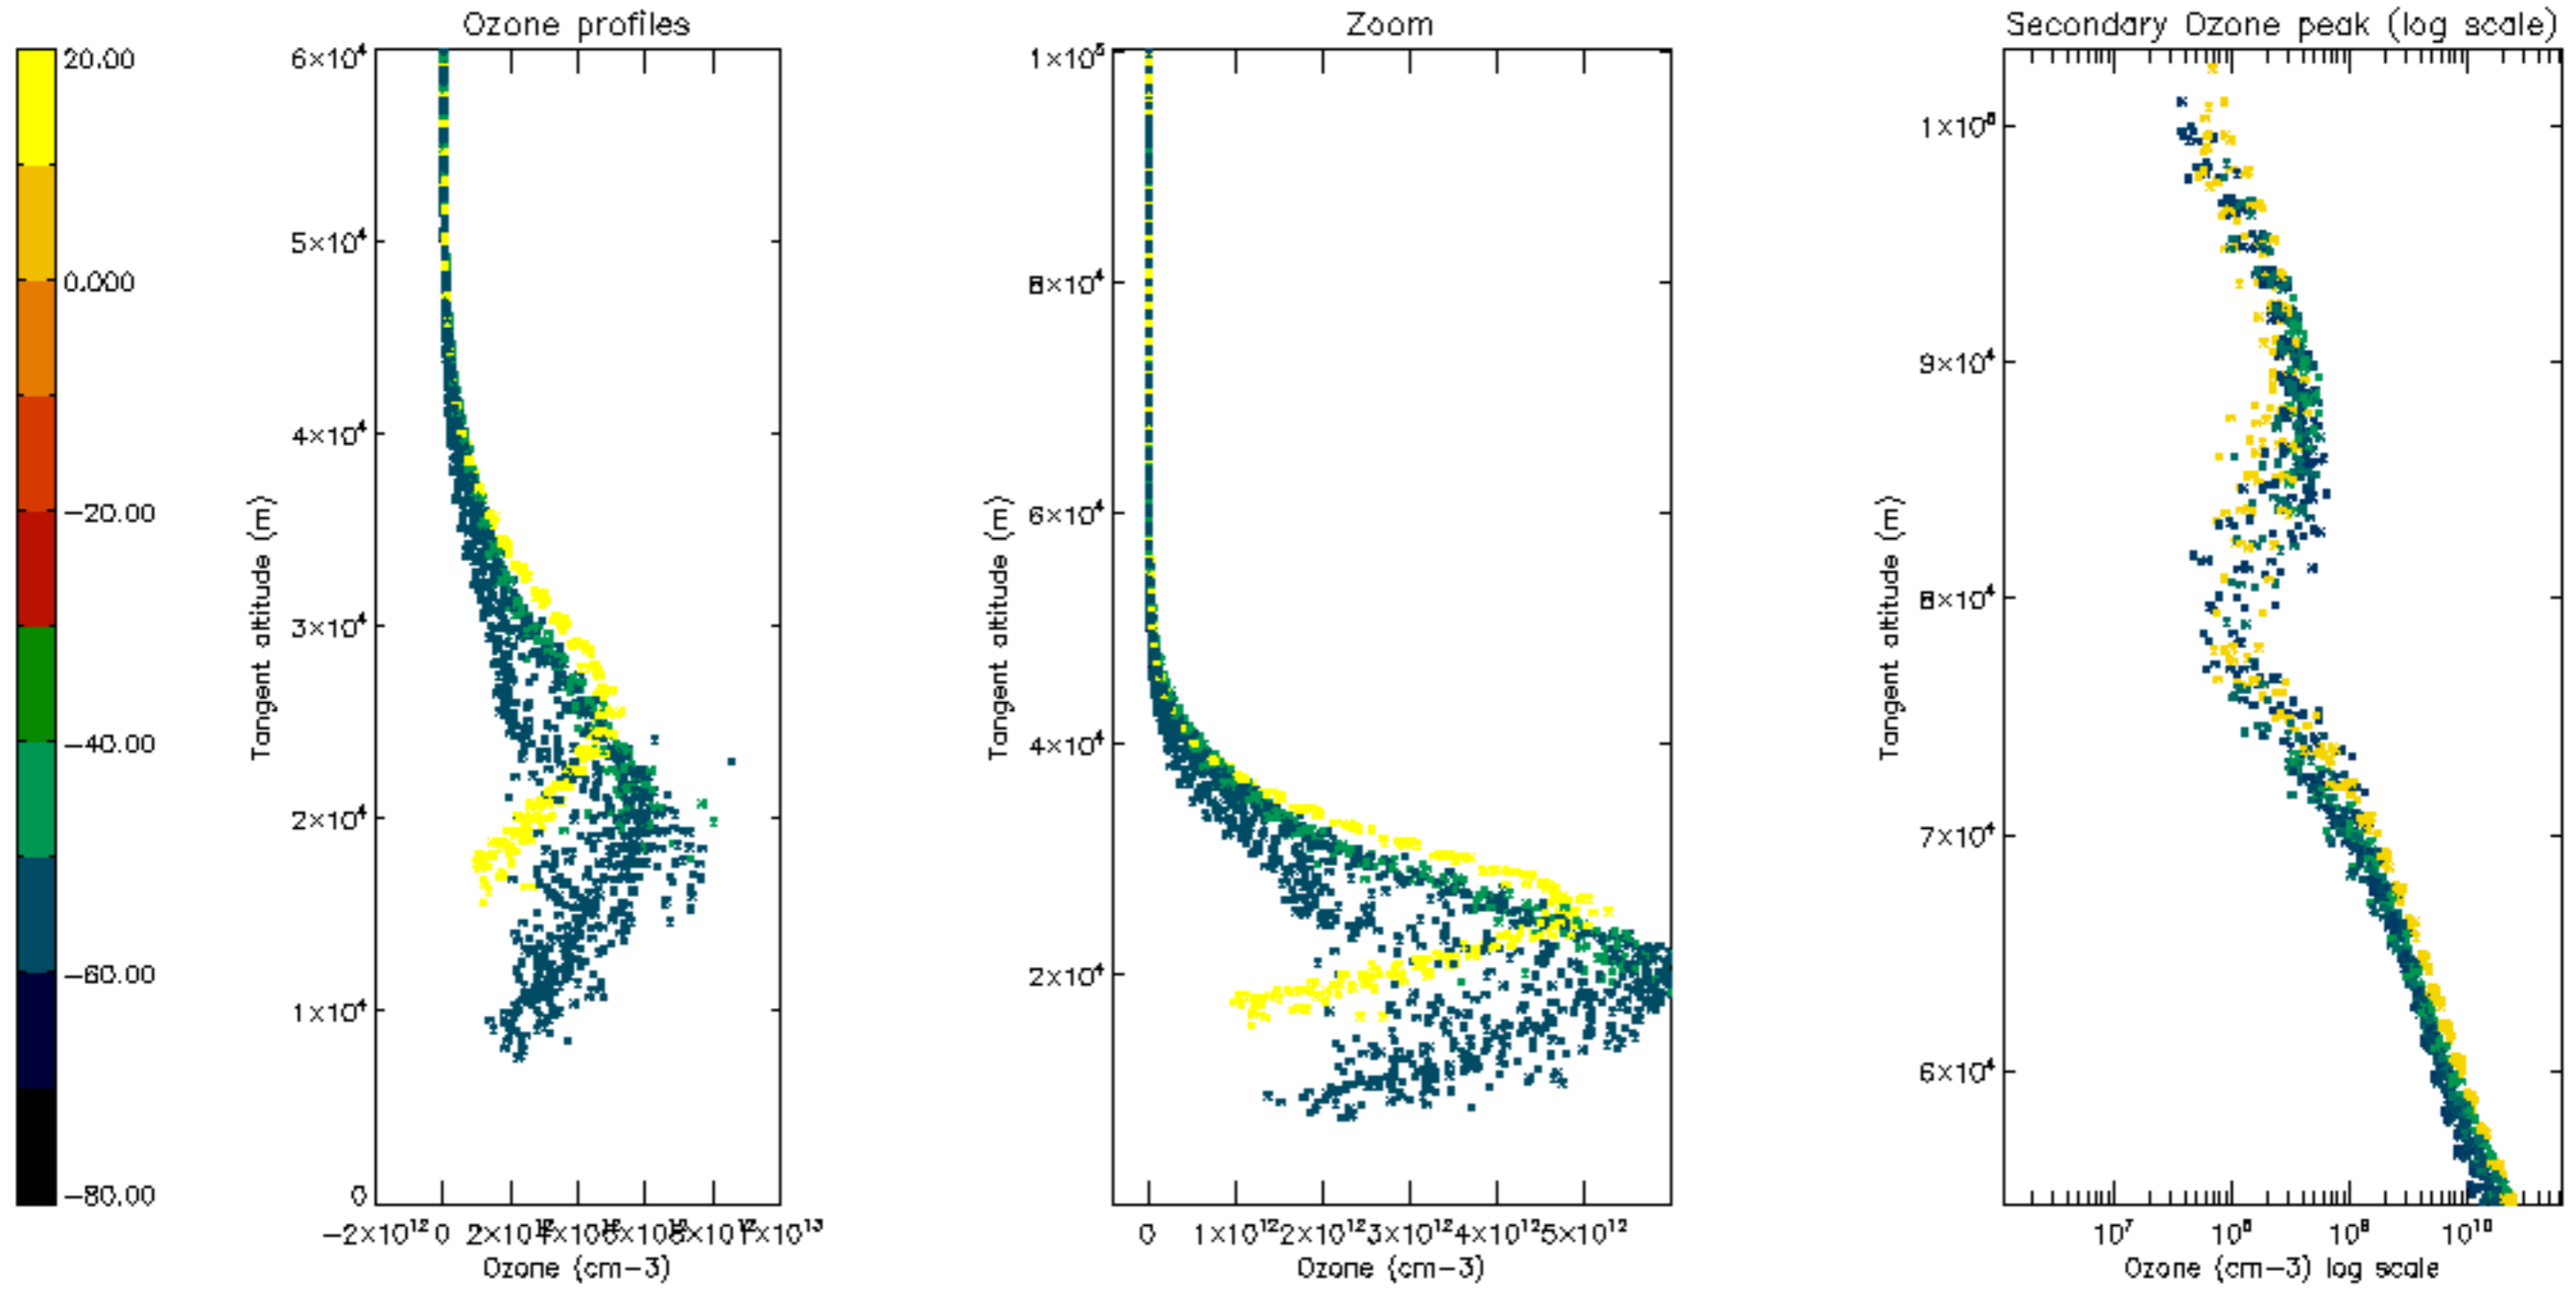 Ozone profiles
Zoom
Secondary Ozone peak (log scale)
20.00
0.000
−20.00
−40.00
−60.00
−80.00
6×10⁴
5×10⁴
4×10⁴
3×10⁴
2×10⁴
1×10⁴
0
Tangent altitude (m)
−2×10¹² 0
1×10¹³
Ozone (cm−3)
1×10⁵
8×10⁴
6×10⁴
4×10⁴
2×10⁴
Tangent altitude (m)
0 1×10¹² 2×10¹² 3×10¹² 4×10¹² 5×10¹²
Ozone (cm−3)
1×10⁵
9×10⁴
8×10⁴
7×10⁴
6×10⁴
Tangent altitude (m)
10⁷ 10⁸ 10⁹ 10¹⁰
Ozone (cm−3) log scale